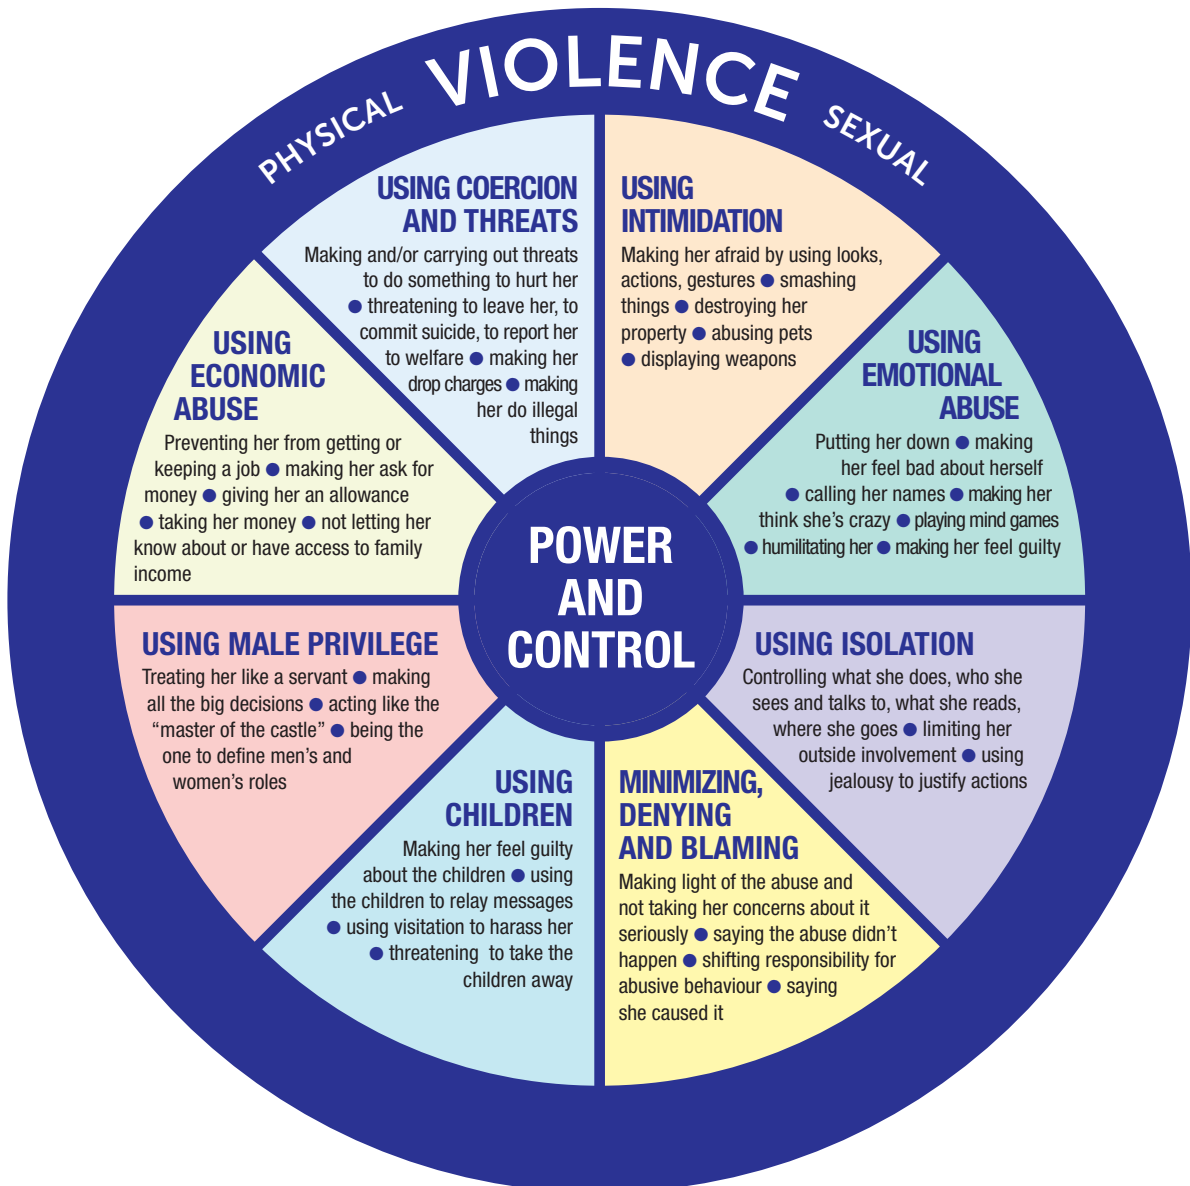 PHYSICAL VIOLENCE SEXUAL
USING COERCION
AND THREATS
Making and/or carrying out threats
to do something to hurt her
● threatening to leave her, to
commit suicide, to report her
to welfare ● making her
drop charges ● making
her do illegal
things
USING
INTIMIDATION
Making her afraid by using looks,
actions, gestures ● smashing
things ● destroying her
property ● abusing pets
● displaying weapons
USING
EMOTIONAL
ABUSE
Putting her down ● making
her feel bad about herself
● calling her names ● making her
think she’s crazy ● playing mind games
● humilitating her ● making her feel guilty
USING ISOLATION
Controlling what she does, who she
sees and talks to, what she reads,
where she goes ● limiting her
outside involvement ● using
jealousy to justify actions
MINIMIZING,
DENYING
AND BLAMING
Making light of the abuse and
not taking her concerns about it
seriously ● saying the abuse didn’t
happen ● shifting responsibility for
abusive behaviour ● saying
she caused it
USING
CHILDREN
Making her feel guilty
about the children ● using
the children to relay messages
● using visitation to harass her
● threatening to take the
children away
USING MALE PRIVILEGE
Treating her like a servant ● making
all the big decisions ● acting like the
“master of the castle” ● being the
one to define men’s and
women’s roles
USING
ECONOMIC
ABUSE
Preventing her from getting or
keeping a job ● making her ask for
money ● giving her an allowance
● taking her money ● not letting her
know about or have access to family
income
POWER
AND
CONTROL